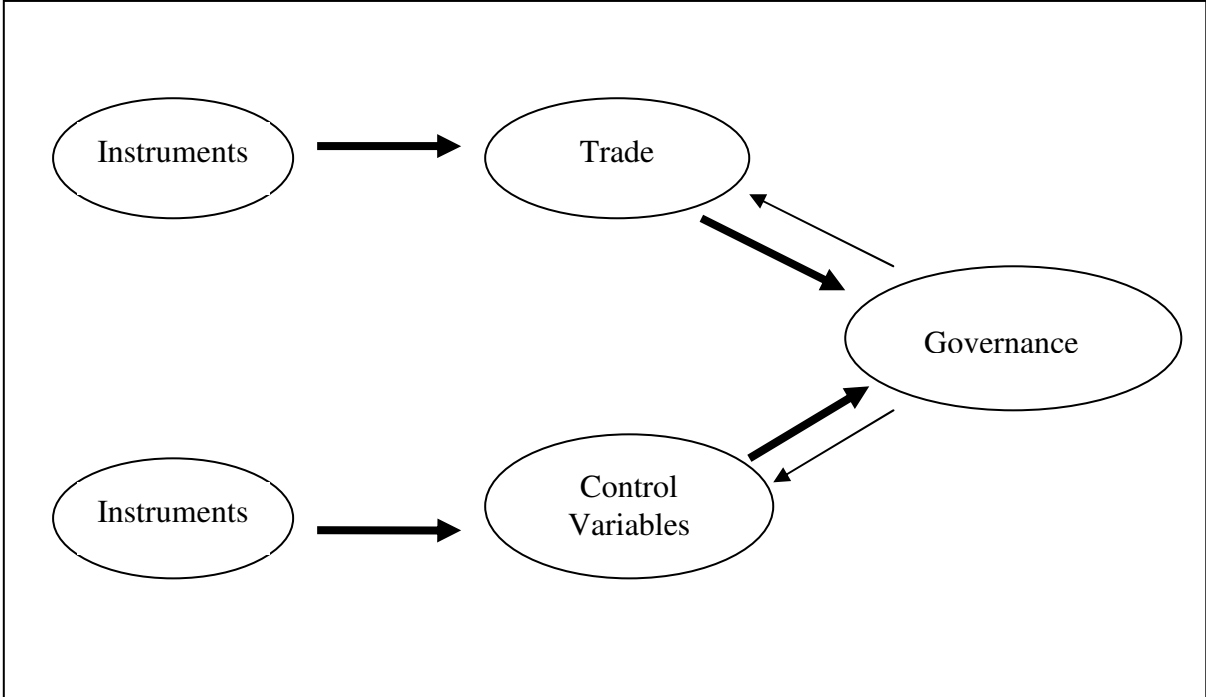 Instruments
Trade
Governance
Control
Variables
Instruments